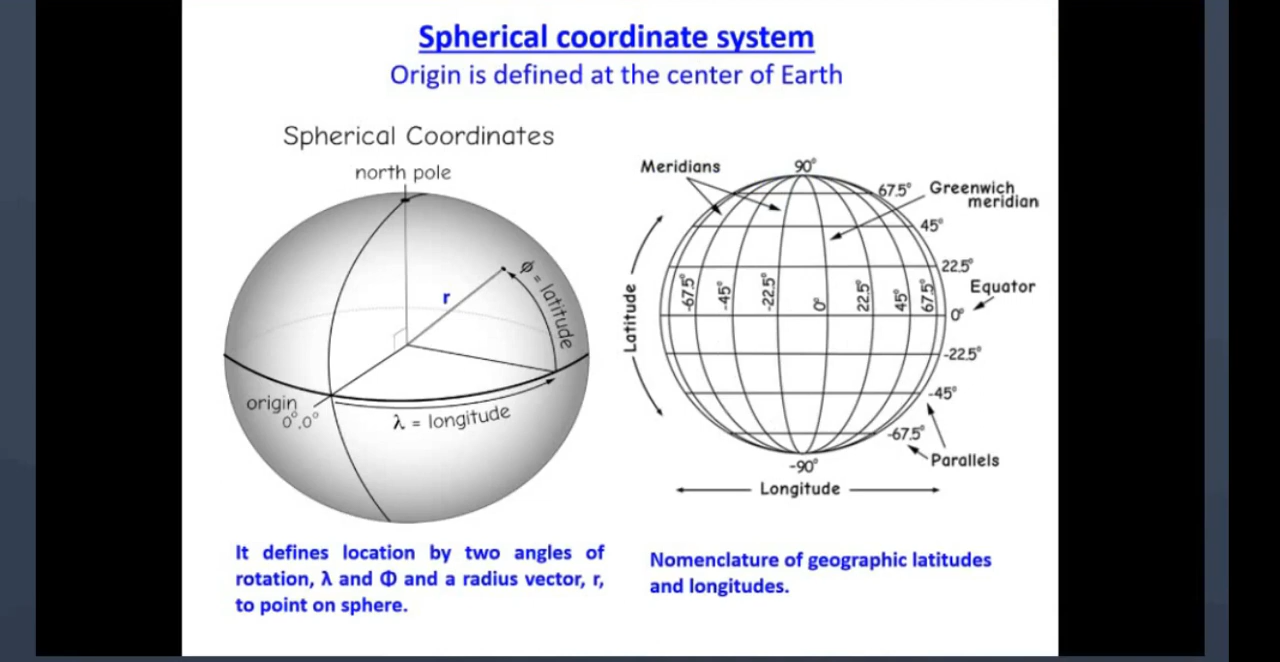 Spherical coordinate system
Origin is defined at the center of Earth
Spherical Coordinates
north pole
r
ϕ = latitude
origin
0°,0°
λ = longitude
It defines location by two angles of
rotation, λ and Φ and a radius vector, r,
to point on sphere.
Meridians
90°
67.5°
Greenwich
meridian
45°
22.5°
Equator
0°
-22.5°
-45°
-67.5°
Parallels
-90°
Latitude
-67.5°
-45°
-22.5°
0°
22.5°
45°
67.5°
Longitude
Nomenclature of geographic latitudes
and longitudes.